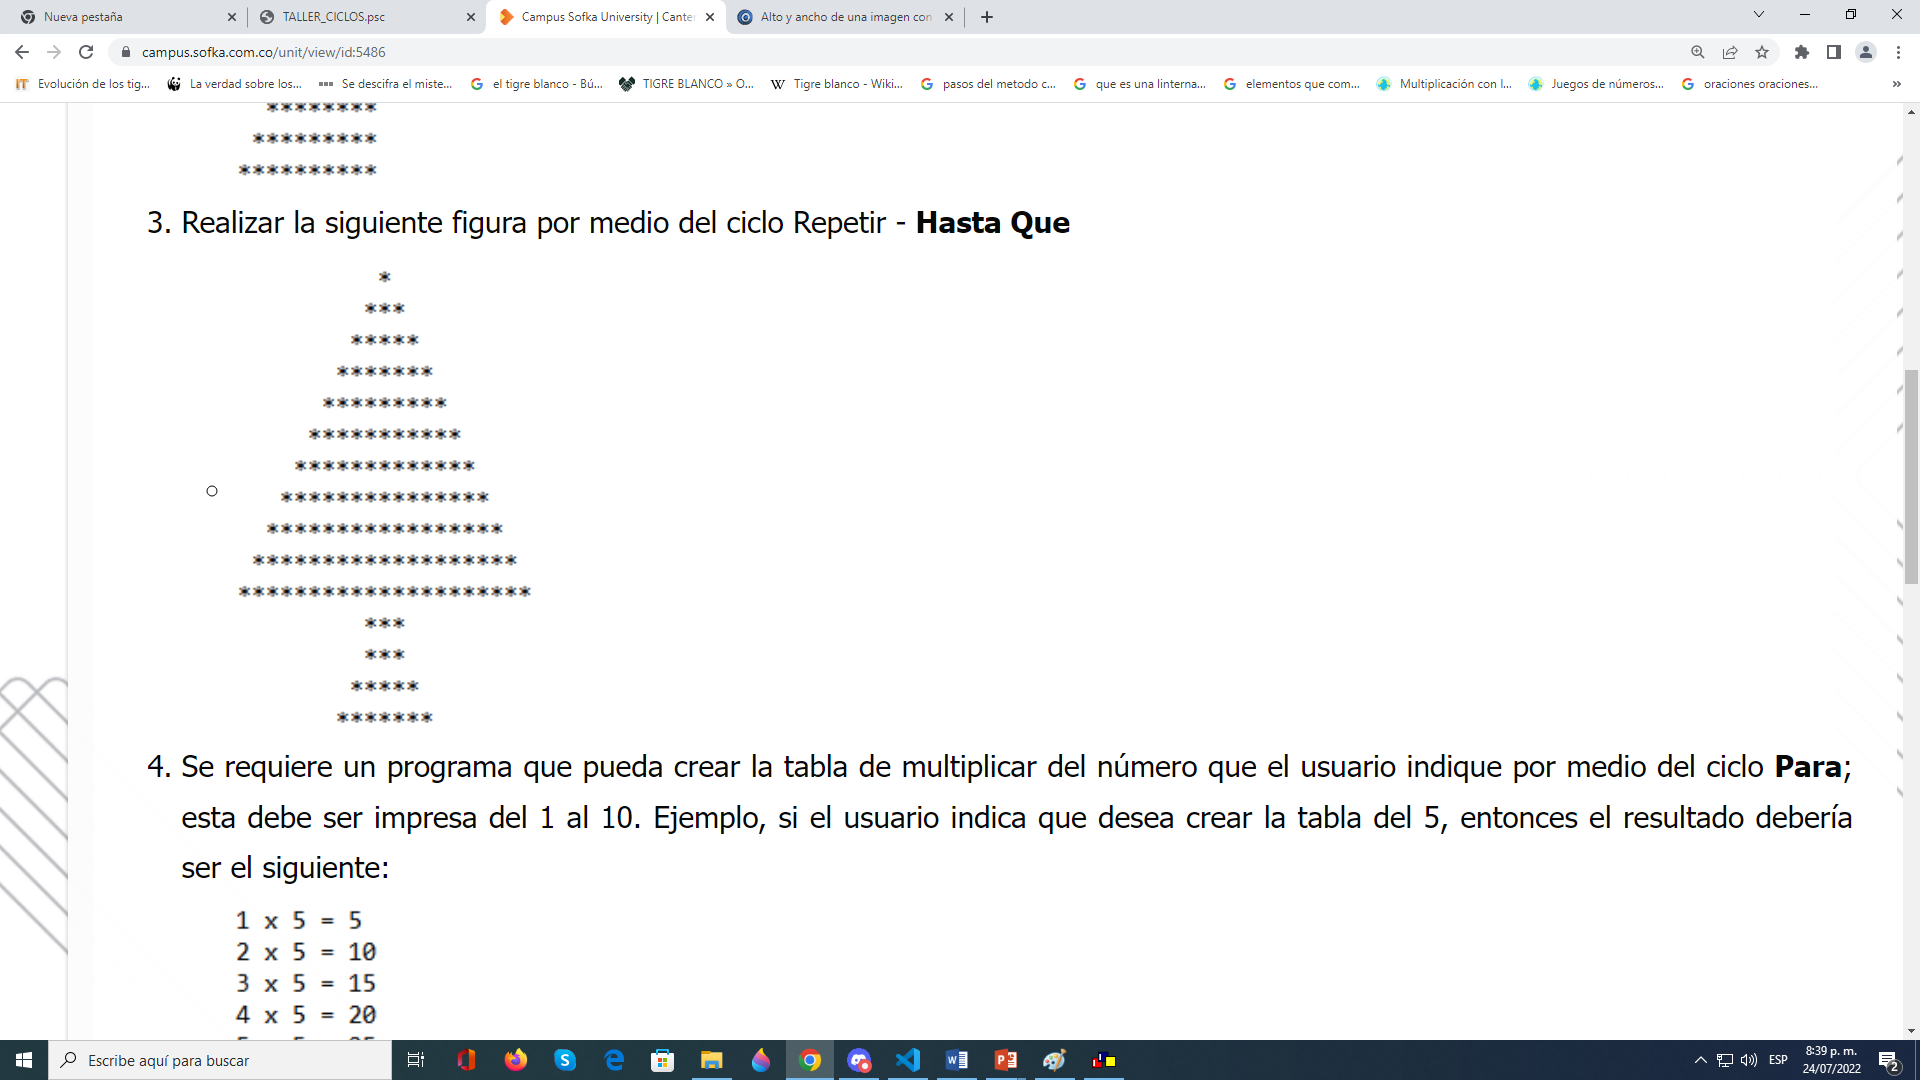 Nueva pestaña
TALLER_CICLOS.psc
Campus Sofka University | Canter
Alto y ancho de una imagen con
campus.sofka.com.co/unit/view/id:5486
Evolución de los tig...
La verdad sobre los...
Se descifra el miste...
el tigre blanco - Bú...
TIGRE BLANCO » O...
Tigre blanco - Wiki...
pasos del metodo c...
que es una linterna...
elementos que com...
Multiplicación con l...
Juegos de números...
oraciones oraciones...
********
*********
**********
3. Realizar la siguiente figura por medio del ciclo Repetir - Hasta Que
*
***
*****
*******
*********
***********
*************
***************
*****************
*******************
*********************
***
***
*****
*******
4. Se requiere un programa que pueda crear la tabla de multiplicar del número que el usuario indique por medio del ciclo Para;
esta debe ser impresa del 1 al 10. Ejemplo, si el usuario indica que desea crear la tabla del 5, entonces el resultado debería
ser el siguiente:
1 x 5 = 5
2 x 5 = 10
3 x 5 = 15
4 x 5 = 20
Escribe aquí para buscar
ESP
8:39 p. m.
24/07/2022
2